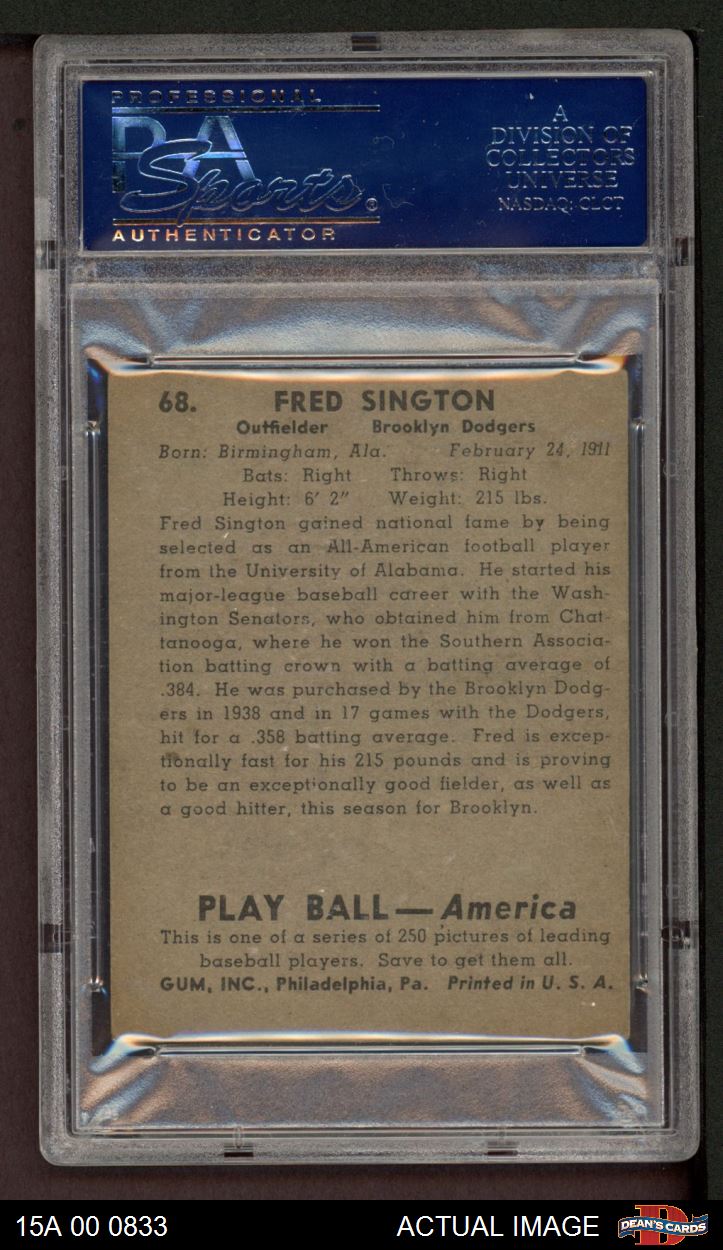 PROFESSIONAL
PSA
Sports®
AUTHENTICATOR
A
DIVISION OF
COLLECTORS
UNIVERSE
NASDAQ: CLCT
68. FRED SINGTON
Outfielder Brooklyn Dodgers
Born: Birmingham, Ala. February 24, 1911
Bats: Right Throws: Right
Height: 6′ 2″ Weight: 215 lbs.
Fred Sington gained national fame by being
selected as an All-American football player
from the University of Alabama. He started his
major-league baseball career with the Wash-
ington Senators, who obtained him from Chat-
tanooga, where he won the Southern Associa-
tion batting crown with a batting average of
.384. He was purchased by the Brooklyn Dodg-
ers in 1938 and in 17 games with the Dodgers,
hit for a .358 batting average. Fred is excep-
tionally fast for his 215 pounds and is proving
to be an exceptionally good fielder, as well as
a good hitter, this season for Brooklyn.
PLAY BALL — America
This is one of a series of 250 pictures of leading
baseball players. Save to get them all.
GUM, INC., Philadelphia, Pa. Printed in U. S. A.
15A 00 0833 ACTUAL IMAGE DEAN'S CARDS